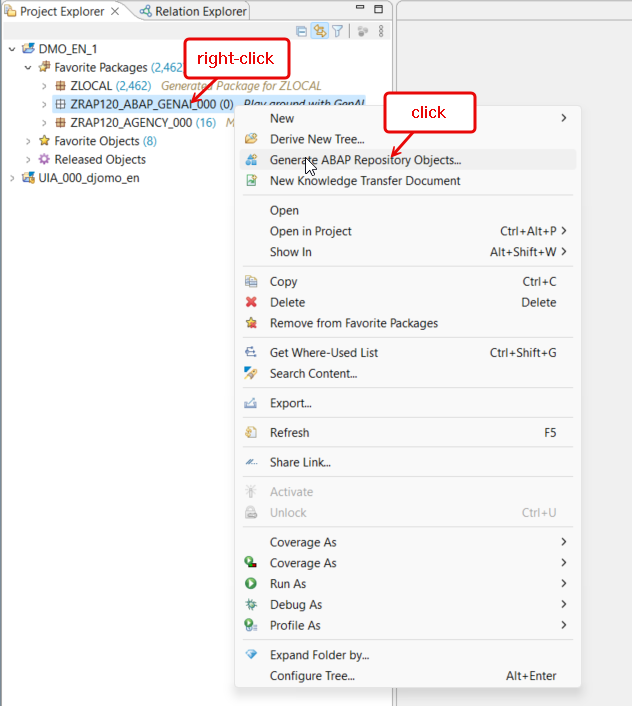 Project Explorer
Relation Explorer
DMO_EN_1
Favorite Packages (2,462
right-click
ZLOCAL (2,462) Generated Package for ZLOCAL
ZRAP120_ABAP_GENAI_000 (0) Play around with GenAI
ZRAP120_AGENCY_000 (16) M
Favorite Objects (8)
Released Objects
UIA_000_djomo_en
click
New
Derive New Tree...
Generate ABAP Repository Objects...
New Knowledge Transfer Document
Open
Open in Project Ctrl+Alt+P
Show In Alt+Shift+W
Copy Ctrl+C
Delete Delete
Remove from Favorite Packages
Get Where-Used List Ctrl+Shift+G
Search Content...
Export...
Refresh F5
Share Link...
Activate
Unlock Ctrl+U
Coverage As
Coverage As
Run As
Debug As
Profile As
Expand Folder by...
Configure Tree... Alt+Enter